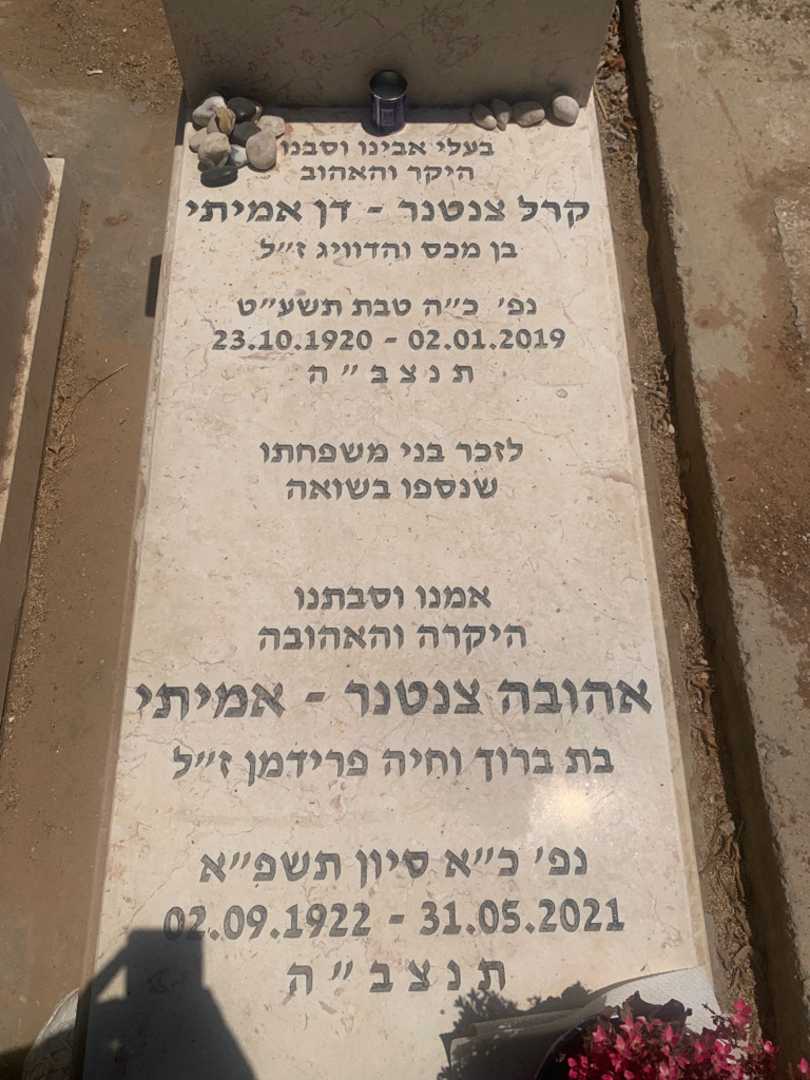 בעלי אבינו וסבנו
היקר והאהוב
קרל צנטנר - דן אמיתי
בן מכס והדוויג ז״ל
נפ׳ כ״ה טבת תשע״ט
23.10.1920 - 02.01.2019
ת נ צ ב ״ ה
לזכר בני משפחתו
שנספו בשואה
אמנו וסבתנו
היקרה והאהובה
אהובה צנטנר - אמיתי
בת ברוך וחיה פרידמן ז״ל
נפ׳ כ״א סיון תשפ״א
02.09.1922 - 31.05.2021
ת נ צ ב ״ ה